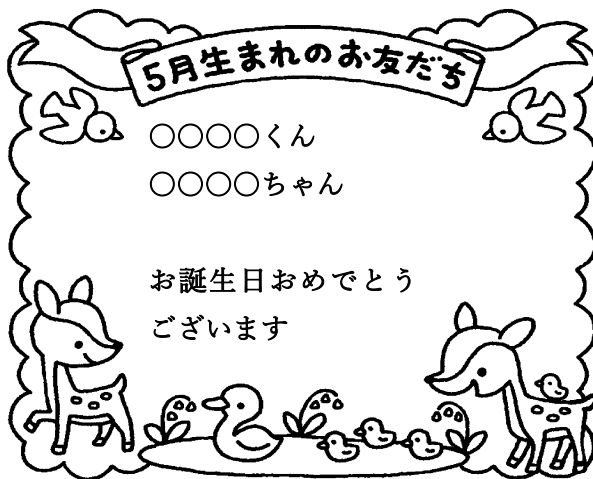 5月生まれのお友だち
○○○○くん
○○○○ちゃん
お誕生日おめでとう
ございます